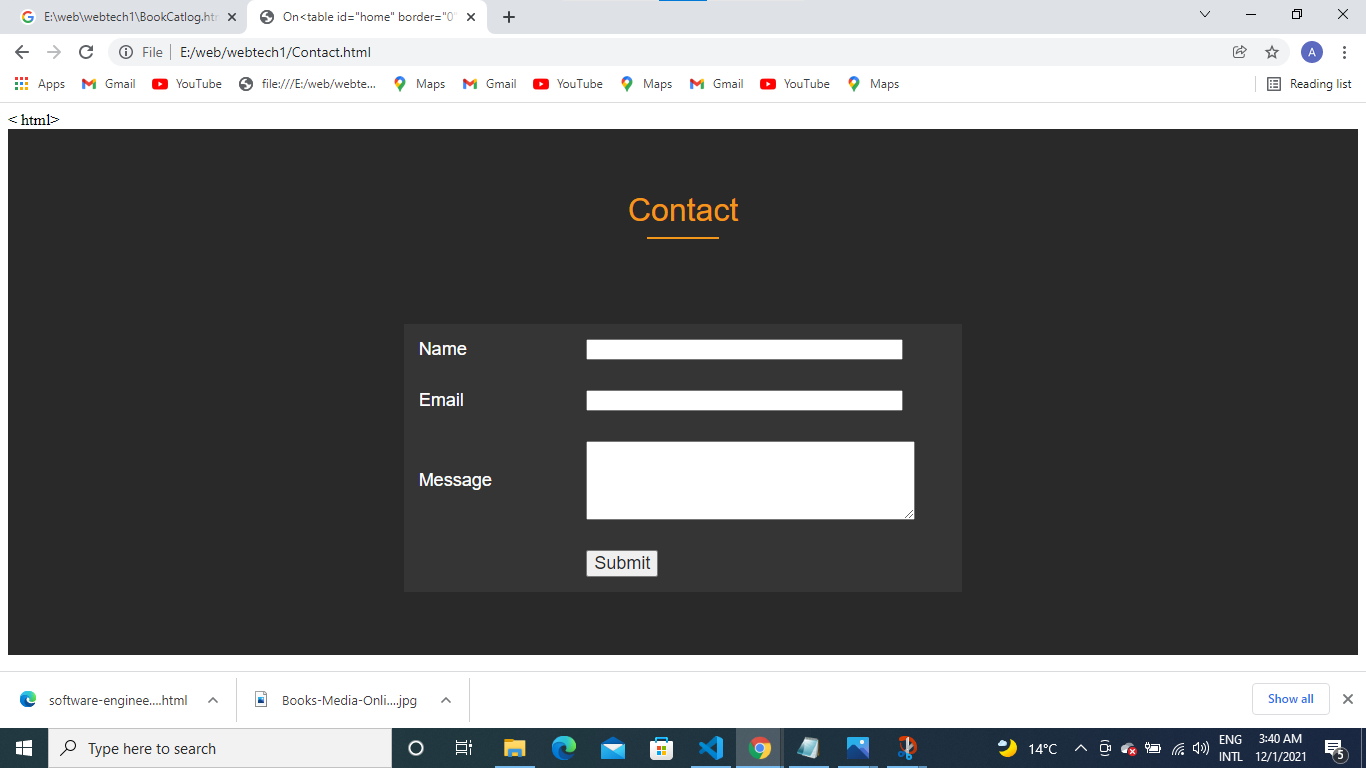 E:\web\webtech1\BookCatlog.ht
On<table id="home" border="0"
File E:/web/webtech1/Contact.html A
Apps Gmail YouTube file:///E:/web/webte... Maps Gmail YouTube Maps Gmail YouTube Maps Reading list
< html>
Contact
Name
Email
Message
Submit
software-enginee....html Books-Media-Onli....jpg Show all
Type here to search 14°C ENG 3:40 AM
INTL 12/1/2021 5